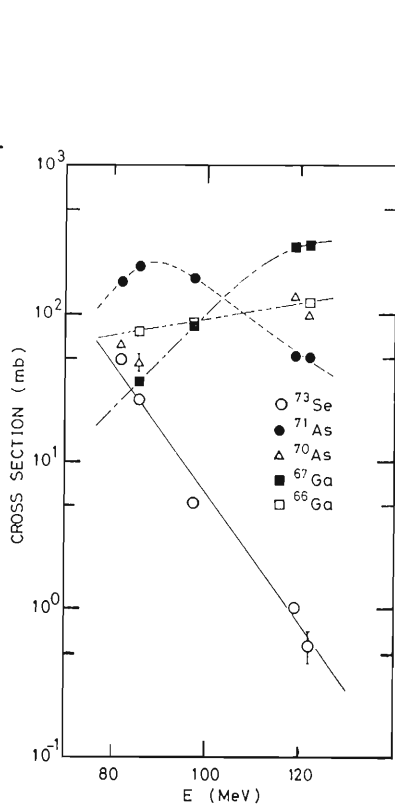 10³
10²
10¹
10⁰
10⁻¹
CROSS SECTION (mb)
⁷³Se
⁷¹As
⁷⁰As
⁶⁷Ga
⁶⁶Ga
80 100 120
E (MeV)